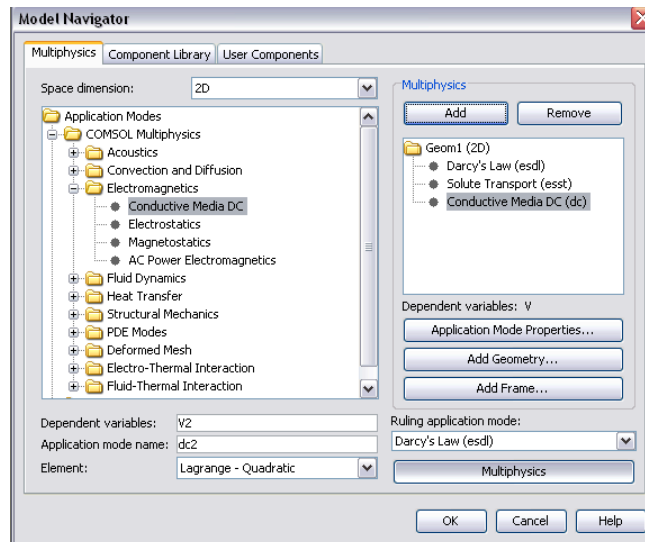 Model Navigator
Multiphysics
Component Library
User Components
Space dimension:
2D
Application Modes
COMSOL Multiphysics
Acoustics
Convection and Diffusion
Electromagnetics
Conductive Media DC
Electrostatics
Magnetostatics
AC Power Electromagnetics
Fluid Dynamics
Heat Transfer
Structural Mechanics
PDE Modes
Deformed Mesh
Electro-Thermal Interaction
Fluid-Thermal Interaction
Dependent variables:
V2
Application mode name:
dc2
Element:
Lagrange - Quadratic
Multiphysics
Add
Remove
Geom1 (2D)
Darcy's Law (esdl)
Solute Transport (esst)
Conductive Media DC (dc)
Dependent variables: V
Application Mode Properties...
Add Geometry...
Add Frame...
Ruling application mode:
Darcy's Law (esdl)
Multiphysics
OK
Cancel
Help